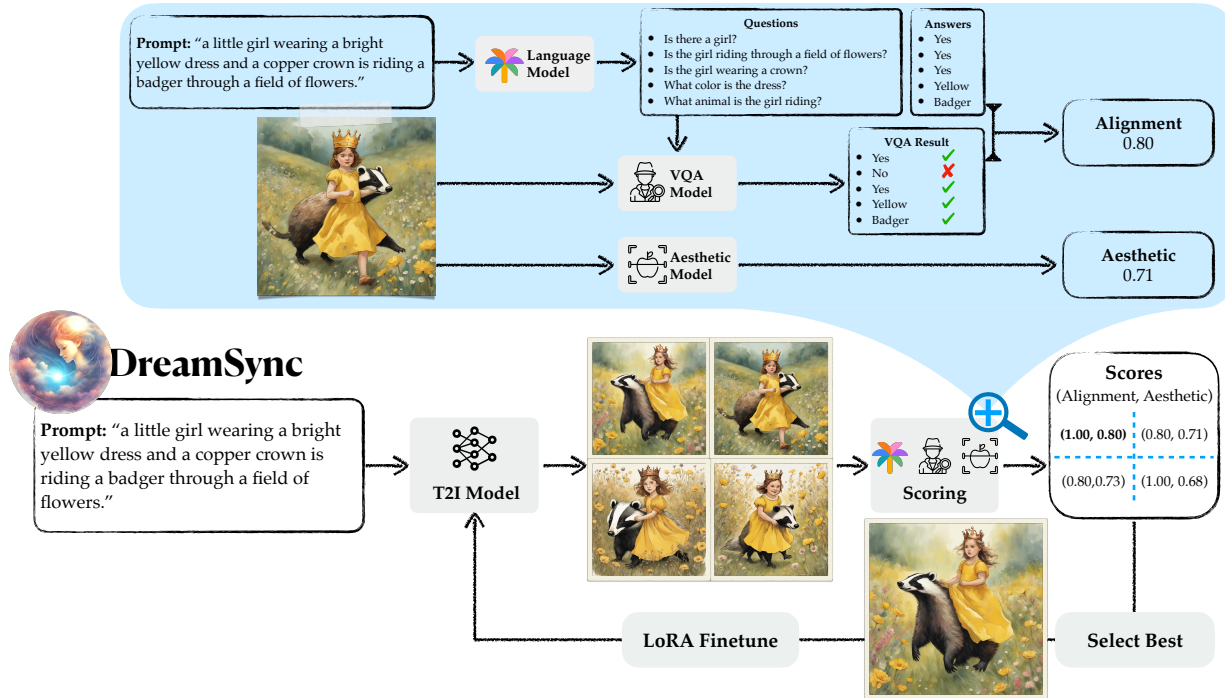 Prompt: “a little girl wearing a bright
yellow dress and a copper crown is riding a
badger through a field of flowers.”
Language
Model
Questions
• Is there a girl?
• Is the girl riding through a field of flowers?
• Is the girl wearing a crown?
• What color is the dress?
• What animal is the girl riding?
Answers
• Yes
• Yes
• Yes
• Yellow
• Badger
VQA
Model
VQA Result
• Yes ✓
• No ✘
• Yes ✓
• Yellow ✓
• Badger ✓
Alignment
0.80
Aesthetic
Model
Aesthetic
0.71
DreamSync
Prompt: “a little girl wearing a bright
yellow dress and a copper crown is
riding a badger through a field of
flowers.”
T2I Model
Scoring
Scores
(Alignment, Aesthetic)
(1.00, 0.80) (0.80, 0.71)
(0.80,0.73) (1.00, 0.68)
LoRA Finetune
Select Best